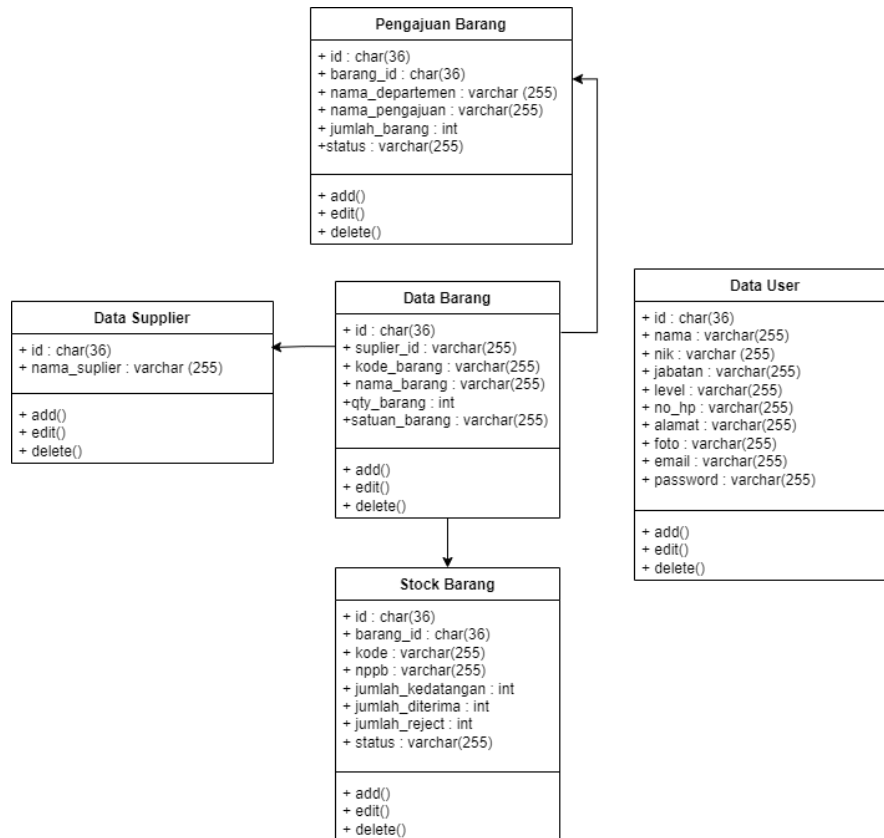 Pengajuan Barang
+ id : char(36)
+ barang_id : char(36)
+ nama_departemen : varchar (255)
+ nama_pengajuan : varchar(255)
+ jumlah_barang : int
+status : varchar(255)
+ add()
+ edit()
+ delete()
Data Supplier
+ id : char(36)
+ nama_suplier : varchar (255)
+ add()
+ edit()
+ delete()
Data Barang
+ id : char(36)
+ suplier_id : varchar(255)
+ kode_barang : varchar(255)
+ nama_barang : varchar(255)
+qty_barang : int
+satuan_barang : varchar(255)
+ add()
+ edit()
+ delete()
Data User
+ id : char(36)
+ nama : varchar(255)
+ nik : varchar (255)
+ jabatan : varchar(255)
+ level : varchar(255)
+ no_hp : varchar(255)
+ alamat : varchar(255)
+ foto : varchar(255)
+ email : varchar(255)
+ password : varchar(255)
+ add()
+ edit()
+ delete()
Stock Barang
+ id : char(36)
+ barang_id : char(36)
+ kode : varchar(255)
+ nppb : varchar(255)
+ jumlah_kedatangan : int
+ jumlah_diterima : int
+ jumlah_reject : int
+ status : varchar(255)
+ add()
+ edit()
+ delete()